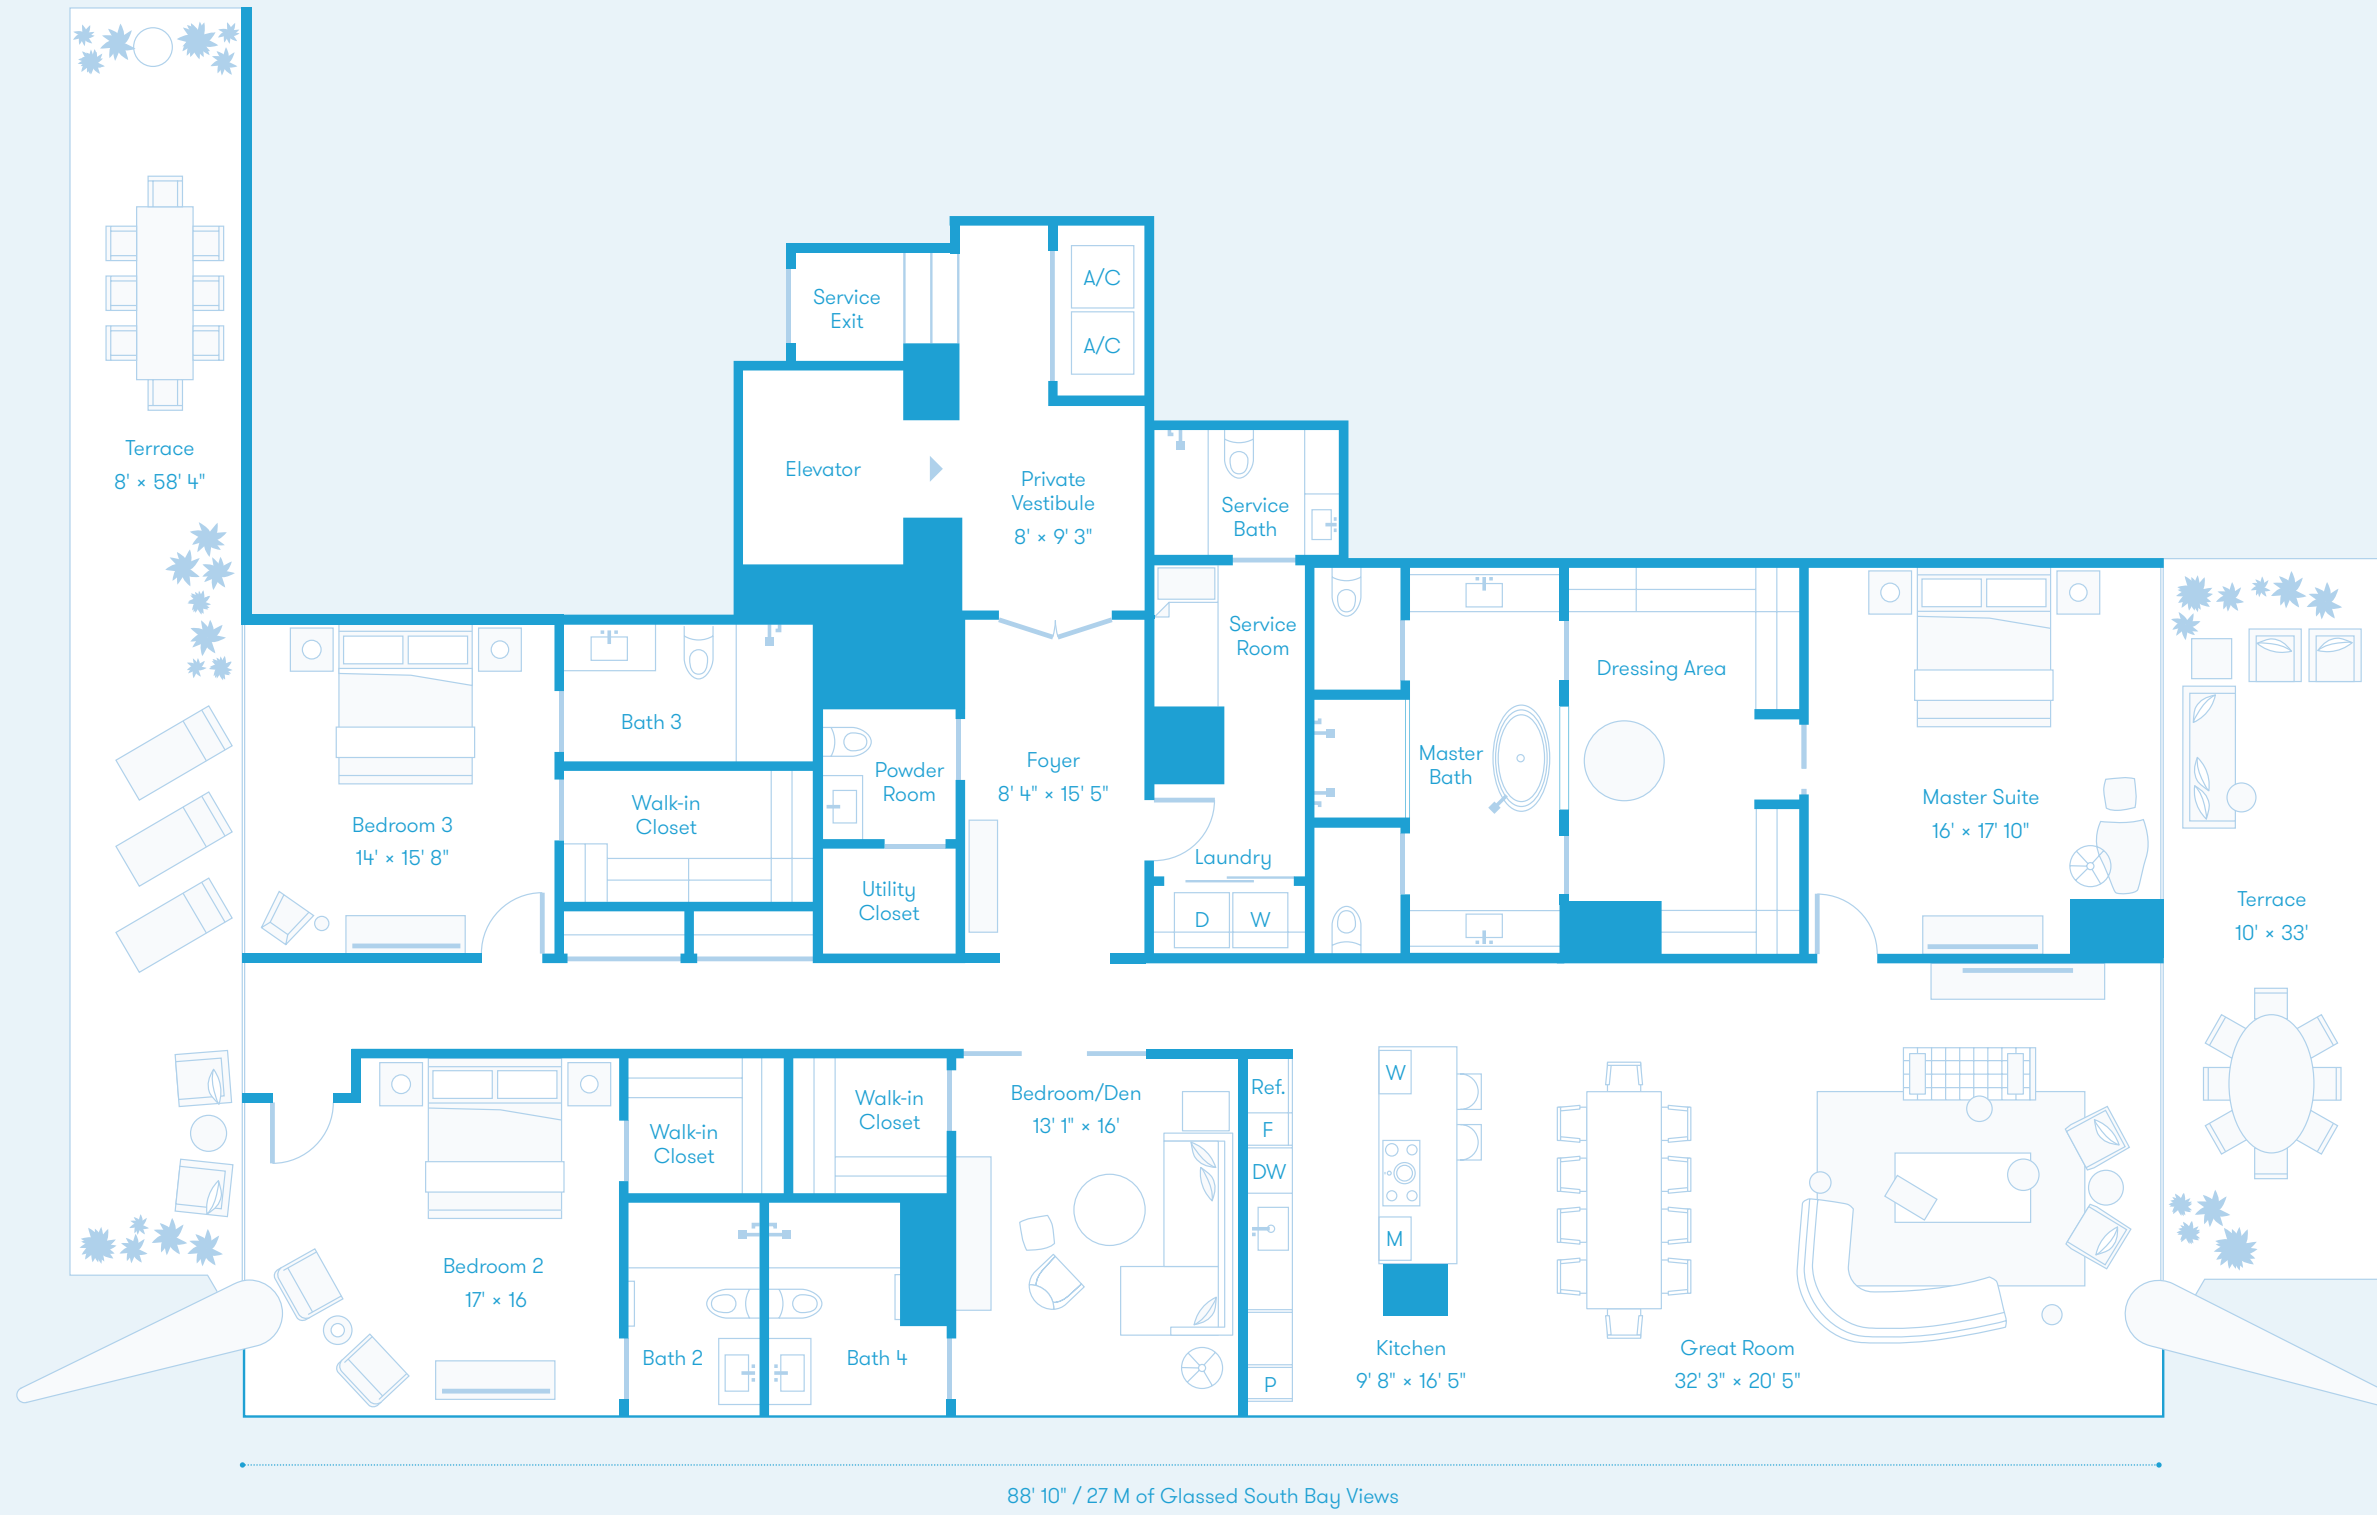 A/C
Service
Exit
A/C
Terrace
8' × 58' 4"
Elevator
Private
Vestibule
8' × 9' 3"
Service
Bath
Service
Room
Dressing Area
Bath 3
Powder
Room
Foyer
8' 4" × 15' 5"
Master
Bath
Walk-in
Closet
Master Suite
16' × 17' 10"
Bedroom 3
14' × 15' 8"
Laundry
Utility
Closet
D
W
Terrace
10' × 33'
Walk-in
Closet
Walk-in
Closet
Bedroom/Den
13' 1" × 16'
Ref.
F
DW
W
M
Bedroom 2
17' × 16
Bath 2
Bath 4
P
Kitchen
9' 8" × 16' 5"
Great Room
32' 3" × 20' 5"
88' 10" / 27 M of Glassed South Bay Views